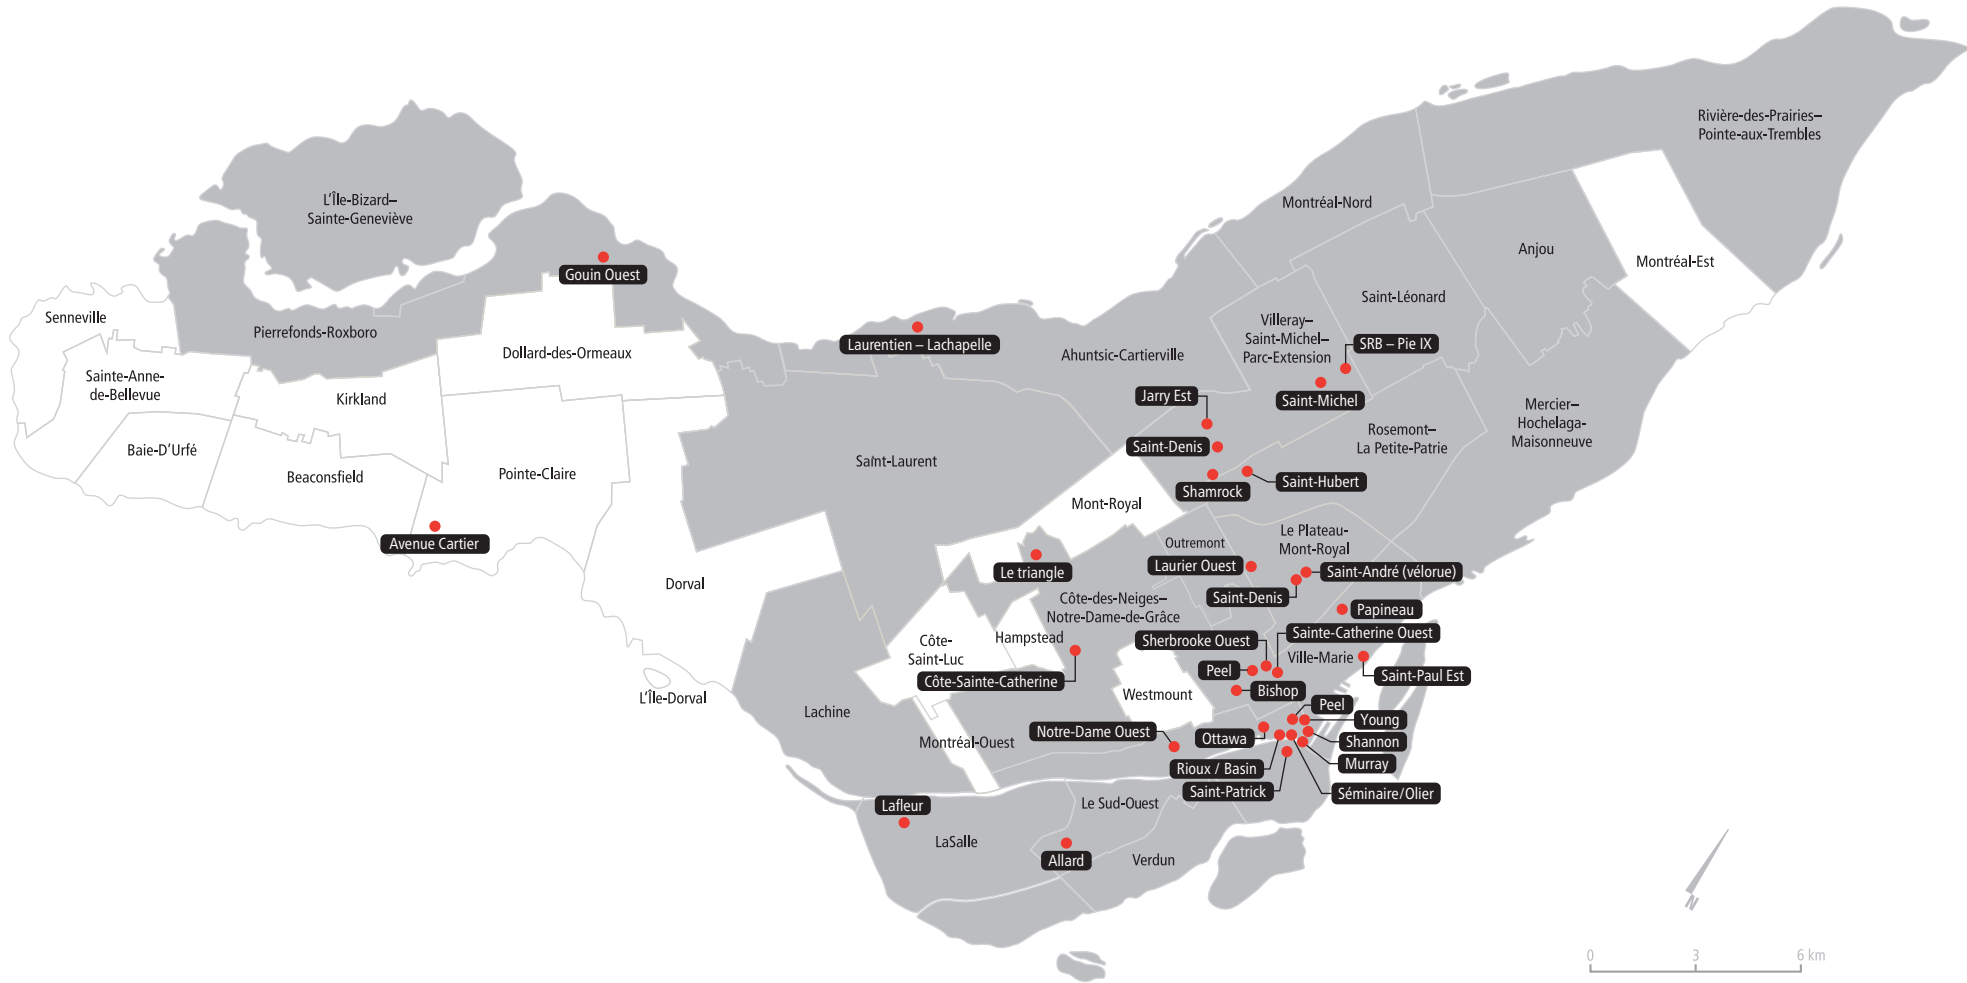 Rivière-des-Prairies–
Pointe-aux-Trembles
L'Île-Bizard–
Sainte-Geneviève
Montréal-Nord
Anjou
Montréal-Est
Gouin Ouest
Saint-Léonard
Senneville
Pierrefonds-Roxboro
Villeray–
Saint-Michel–
Parc-Extension
Laurentien – Lachapelle
SRB – Pie IX
Dollard-des-Ormeaux
Ahuntsic-Cartierville
Sainte-Anne-
de-Bellevue
Kirkland
Jarry Est
Saint-Michel
Mercier–
Hochelaga-
Maisonneuve
Rosemont–
La Petite-Patrie
Baie-D'Urfé
Saint-Denis
Saint-Laurent
Beaconsfield
Pointe-Claire
Shamrock
Saint-Hubert
Mont-Royal
Avenue Cartier
Le Plateau-
Mont-Royal
Outremont
Laurier Ouest
Le triangle
Saint-André (vélorue)
Dorval
Côte-des-Neiges–
Notre-Dame-de-Grâce
Saint-Denis
Papineau
Hampstead
Sherbrooke Ouest
Sainte-Catherine Ouest
Côte-
Saint-Luc
Ville-Marie
Peel
Saint-Paul Est
Côte-Sainte-Catherine
Bishop
L'Île-Dorval
Westmount
Lachine
Peel
Young
Notre-Dame Ouest
Ottawa
Shannon
Montréal-Ouest
Murray
Rioux / Basin
Saint-Patrick
Séminaire/Olier
Lafleur
Le Sud-Ouest
LaSalle
Allard
Verdun
N
0 3 6 km